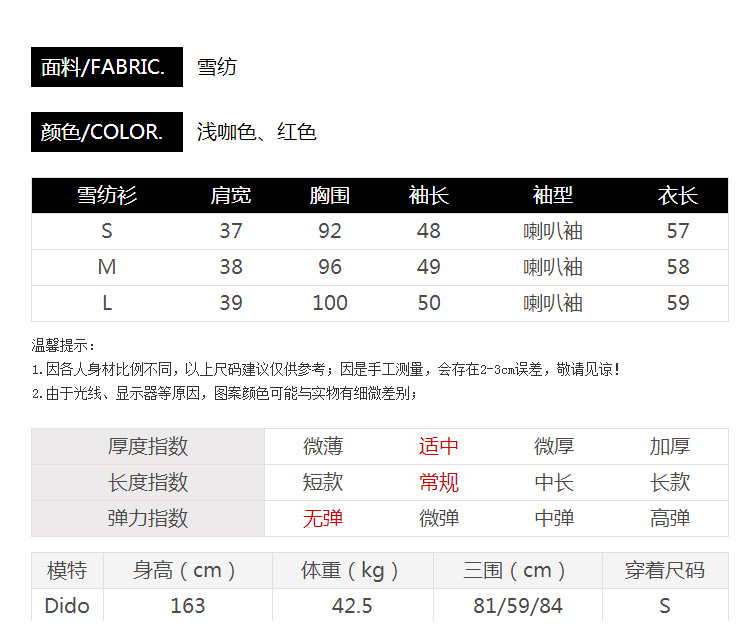 面料/FABRIC. 雪纺
颜色/COLOR. 浅咖色、红色
雪纺衫 肩宽 胸围 袖长 袖型 衣长
S 37 92 48 喇叭袖 57
M 38 96 49 喇叭袖 58
L 39 100 50 喇叭袖 59
温馨提示：
1.因各人身材比例不同，以上尺码建议仅供参考；因是手工测量，会存在2-3cm误差，敬请见谅！
2.由于光线、显示器等原因，图案颜色可能与实物有细微差别；
厚度指数 微薄 适中 微厚 加厚
长度指数 短款 常规 中长 长款
弹力指数 无弹 微弹 中弹 高弹
模特 身高（cm） 体重（kg） 三围（cm） 穿着尺码
Dido 163 42.5 81/59/84 S